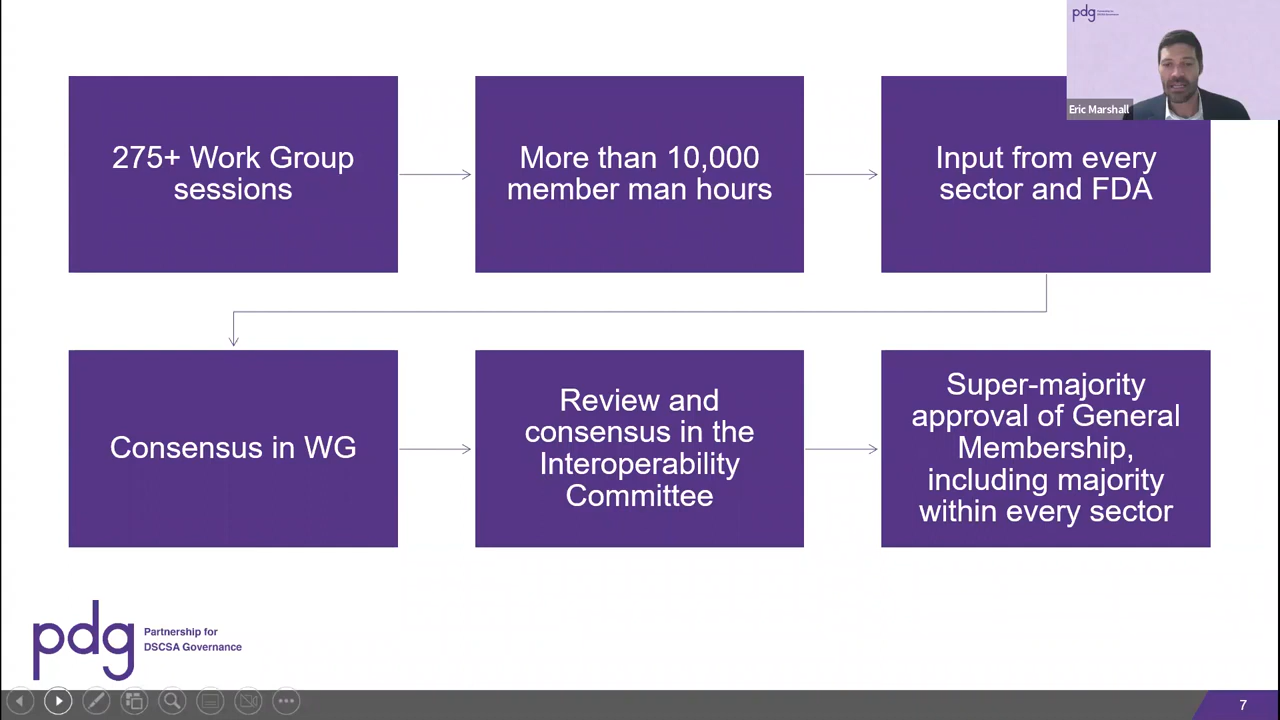 pdg
Eric Marshall
275+ Work Group
sessions
More than 10,000
member man hours
Input from every
sector and FDA
Consensus in WG
Review and
consensus in the
Interoperability
Committee
Super-majority
approval of General
Membership,
including majority
within every sector
pdg
Partnership for
DSCSA Governance
7